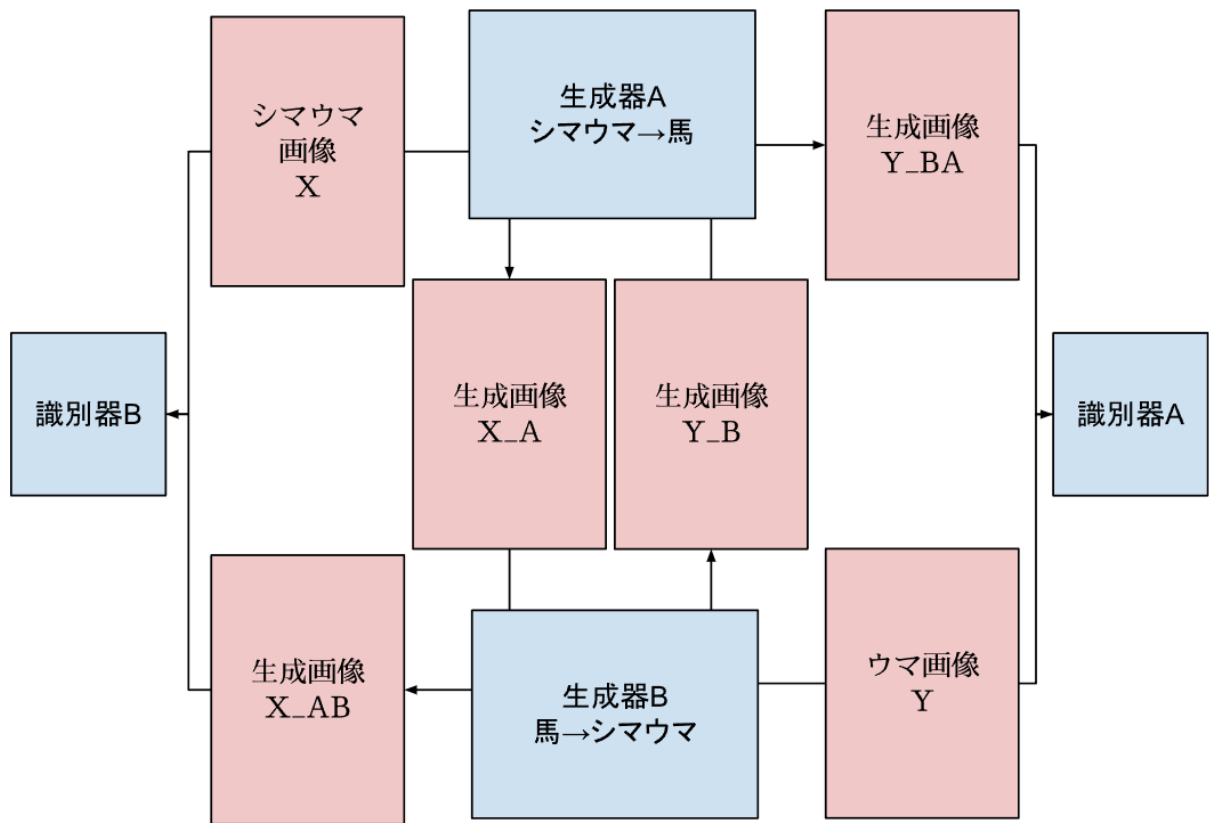 シマウマ
画像
X
生成器A
シマウマ→馬
生成画像
Y_BA
識別器B
生成画像
X_A
生成画像
Y_B
識別器A
生成画像
X_AB
生成器B
馬→シマウマ
ウマ画像
Y